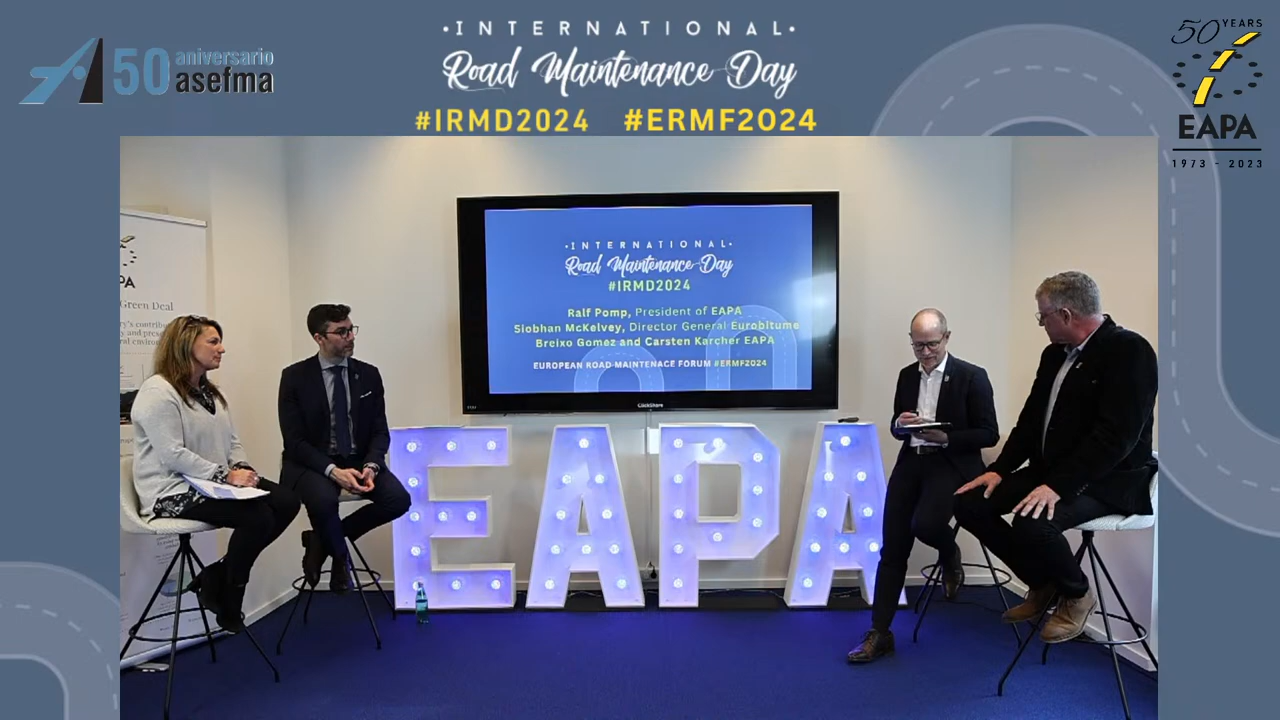 ·INTERNATIONAL·
Road Maintenance Day
#IRMD2024 #ERMF2024
50 aniversario
asefma
50 YEARS
EAPA
1973 - 2023
PA
Green Deal
·INTERNATIONAL·
Road Maintenance Day
#IRMD2024
Ralf Pomp, President of EAPA
Siobhan McKelvey, Director General Eurobitume
Breixo Gomez and Carsten Karcher EAPA
EUROPEAN ROAD MAINTENACE FORUM #ERMF2024
ClickShare
EAPA